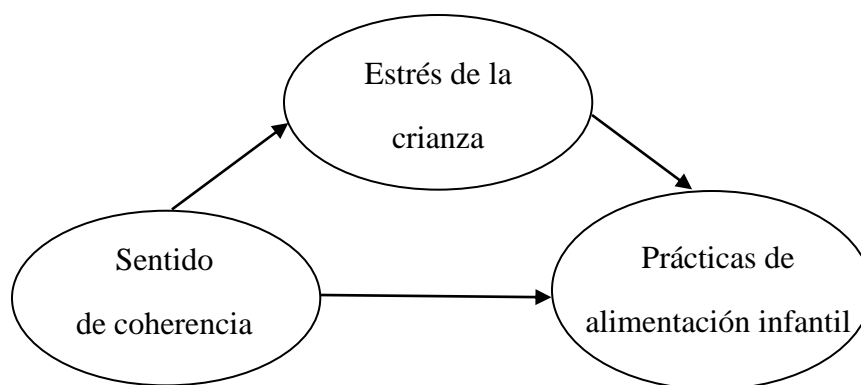 Estrés de la
crianza
Sentido
de coherencia
Prácticas de
alimentación infantil